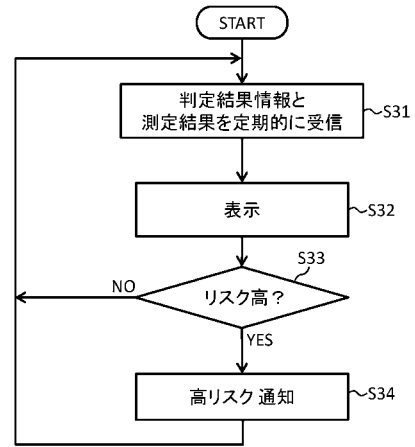 START
判定結果情報と
測定結果を定期的に受信
S31
表示
S32
S33
リスク高?
NO
YES
高リスク通知
S34